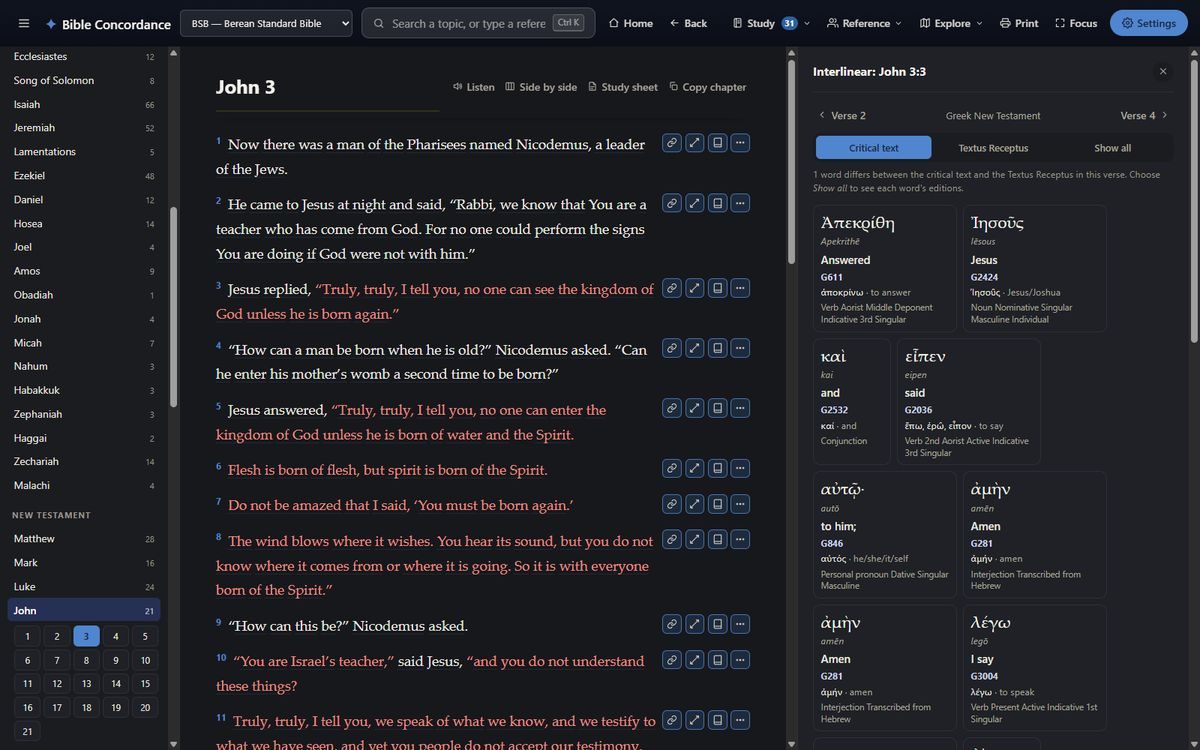 Bible Concordance
BSB — Berean Standard Bible
Search a topic, or type a refere
Ctrl K
Home
Back
Study 31
Reference
Explore
Print
Focus
Settings
Ecclesiastes 12
Song of Solomon 8
Isaiah 66
Jeremiah 52
Lamentations 5
Ezekiel 48
Daniel 12
Hosea 14
Joel 4
Amos 9
Obadiah 1
Jonah 4
Micah 7
Nahum 3
Habakkuk 3
Zephaniah 3
Haggai 2
Zechariah 14
Malachi 4
NEW TESTAMENT
Matthew 28
Mark 16
Luke 24
John 21
1 2 3 4 5
6 7 8 9 10
11 12 13 14 15
16 17 18 19 20
21
John 3
Listen
Side by side
Study sheet
Copy chapter
1 Now there was a man of the Pharisees named Nicodemus, a leader
of the Jews.
2 He came to Jesus at night and said, “Rabbi, we know that You are a
teacher who has come from God. For no one could perform the signs
You are doing if God were not with him.”
3 Jesus replied, “Truly, truly, I tell you, no one can see the kingdom of
God unless he is born again.”
4 “How can a man be born when he is old?” Nicodemus asked. “Can
he enter his mother’s womb a second time to be born?”
5 Jesus answered, “Truly, truly, I tell you, no one can enter the
kingdom of God unless he is born of water and the Spirit.
6 Flesh is born of flesh, but spirit is born of the Spirit.
7 Do not be amazed that I said, ‘You must be born again.’
8 The wind blows where it wishes. You hear its sound, but you do not
know where it comes from or where it is going. So it is with everyone
born of the Spirit.”
9 “How can this be?” Nicodemus asked.
10 “You are Israel’s teacher,” said Jesus, “and you do not understand
these things?
11 Truly, truly, I tell you, we speak of what we know, and we testify to
what we have seen, and yet you people do not accept our testimony.
Interlinear: John 3:3
Verse 2
Greek New Testament
Verse 4
Critical text
Textus Receptus
Show all
1 word differs between the critical text and the Textus Receptus in this verse. Choose
Show all to see each word's editions.
Ἀπεκρίθη
Apekrithē
Answered
G611
ἀποκρίνω · to answer
Verb Aorist Middle Deponent
Indicative 3rd Singular
Ἰησοῦς
Iēsous
Jesus
G2424
Ἰησοῦς · Jesus/Joshua
Noun Nominative Singular
Masculine Individual
καὶ
kai
and
G2532
καί · and
Conjunction
εἶπεν
eipen
said
G2036
ἔπω, ἐρῶ, εἶπον · to say
Verb 2nd Aorist Active Indicative
3rd Singular
αὐτῷ·
autō
to him;
G846
αὐτός · he/she/it/self
Personal pronoun Dative Singular
Masculine
ἀμὴν
amēn
Amen
G281
ἀμήν · amen
Interjection Transcribed from
Hebrew
ἀμὴν
amēn
Amen
G281
ἀμήν · amen
Interjection Transcribed from
Hebrew
λέγω
legō
I say
G3004
λέγω · to speak
Verb Present Active Indicative 1st
Singular